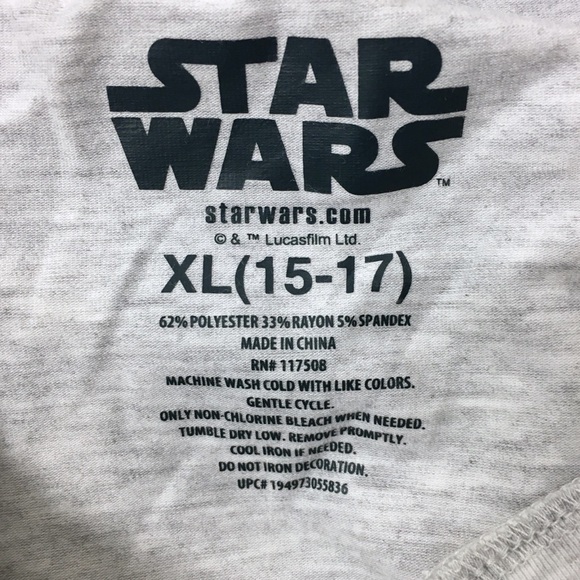 STAR
WARS
™
starwars.com
© & ™ Lucasfilm Ltd.
XL(15-17)
62% POLYESTER 33% RAYON 5% SPANDEX
MADE IN CHINA
RN# 117508
MACHINE WASH COLD WITH LIKE COLORS.
GENTLE CYCLE.
ONLY NON-CHLORINE BLEACH WHEN NEEDED.
TUMBLE DRY LOW. REMOVE PROMPTLY.
COOL IRON IF NEEDED.
DO NOT IRON DECORATION.
UPC# 194973055836